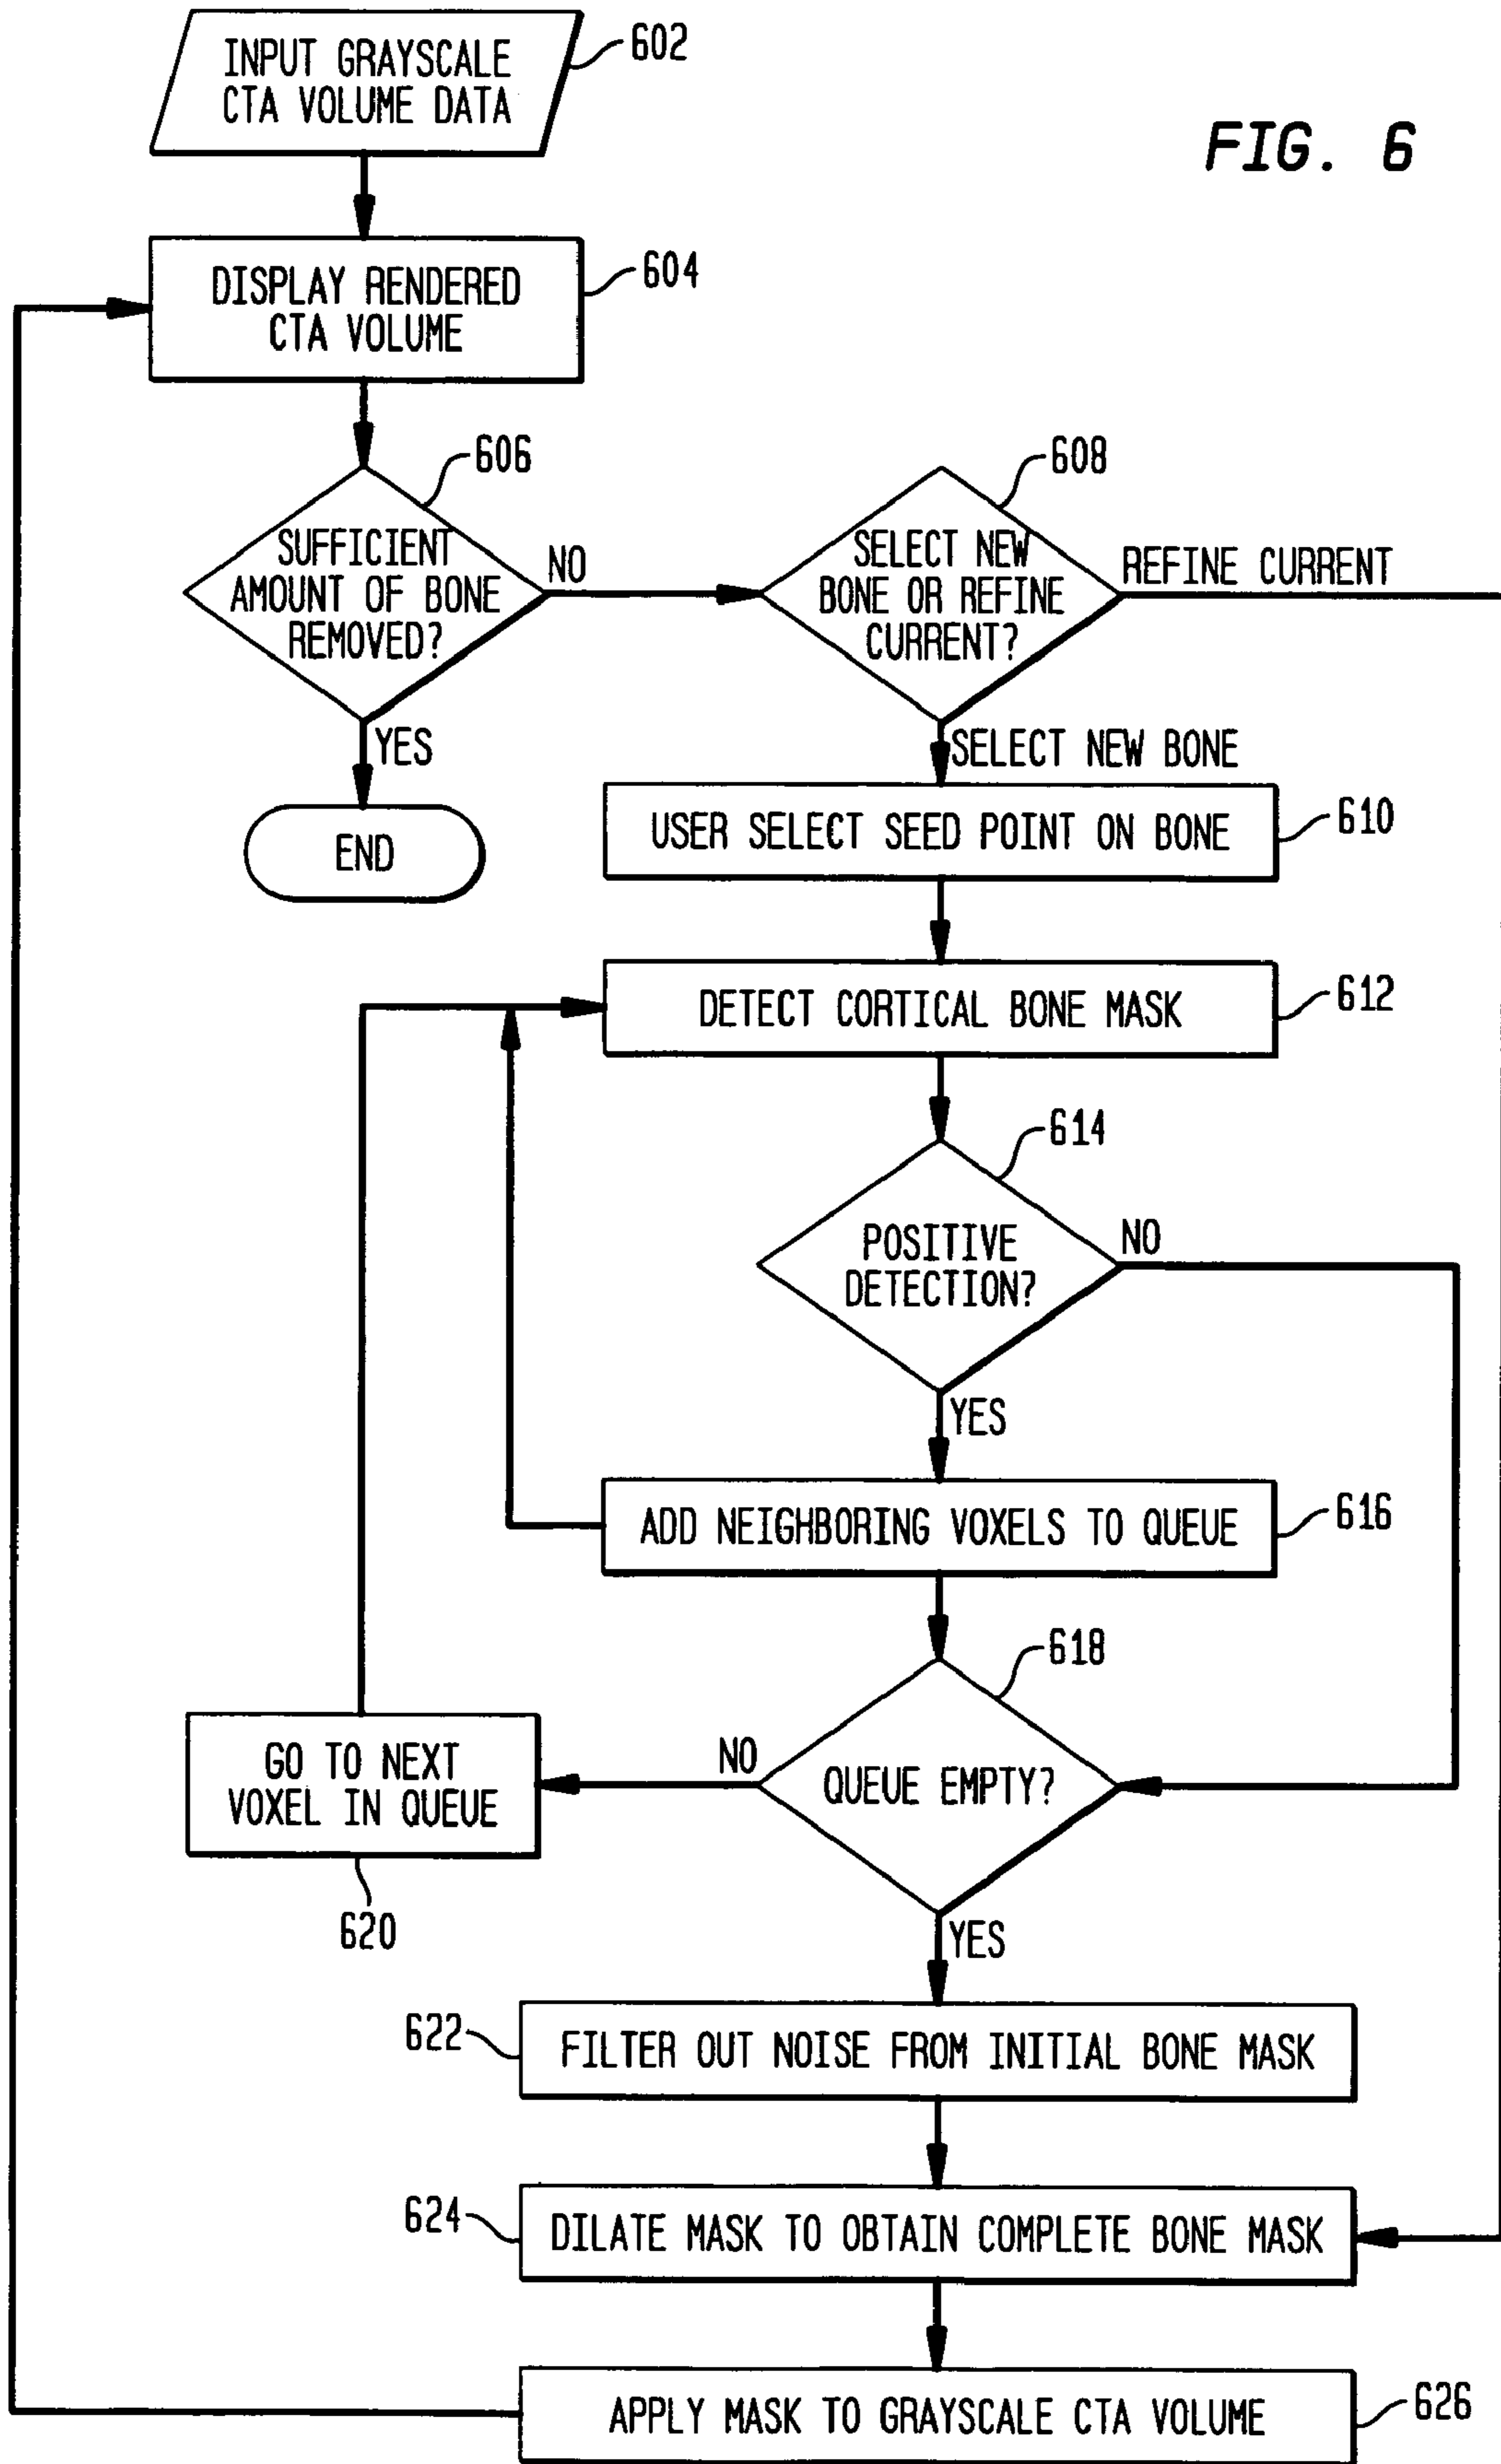 INPUT GRAYSCALE
CTA VOLUME DATA
602
FIG. 6
DISPLAY RENDERED
CTA VOLUME
604
606
SUFFICIENT
AMOUNT OF BONE
REMOVED?
NO
YES
END
608
SELECT NEW
BONE OR REFINE
CURRENT?
REFINE CURRENT
SELECT NEW BONE
USER SELECT SEED POINT ON BONE
610
DETECT CORTICAL BONE MASK
612
614
POSITIVE
DETECTION?
NO
YES
ADD NEIGHBORING VOXELS TO QUEUE
616
618
QUEUE EMPTY?
NO
GO TO NEXT
VOXEL IN QUEUE
620
YES
622
FILTER OUT NOISE FROM INITIAL BONE MASK
624
DILATE MASK TO OBTAIN COMPLETE BONE MASK
APPLY MASK TO GRAYSCALE CTA VOLUME
626